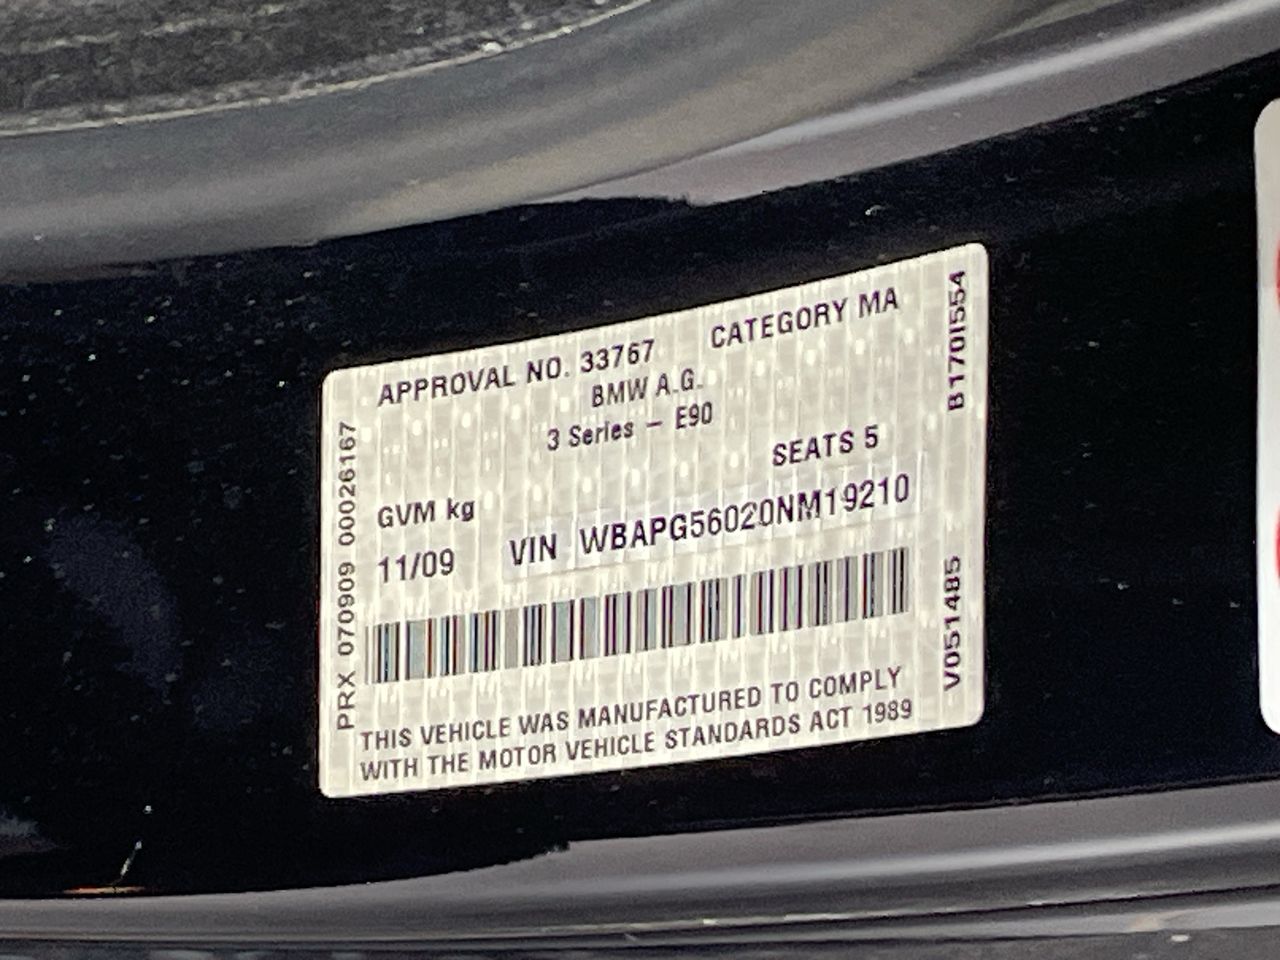 APPROVAL NO. 33767 CATEGORY MA
BMW A.G.
3 Series – E90
SEATS 5
GVM kg
11/09 VIN WBAPG56020NM19210
THIS VEHICLE WAS MANUFACTURED TO COMPLY
WITH THE MOTOR VEHICLE STANDARDS ACT 1989
PRX 070909 00026167
B1701554
V051485